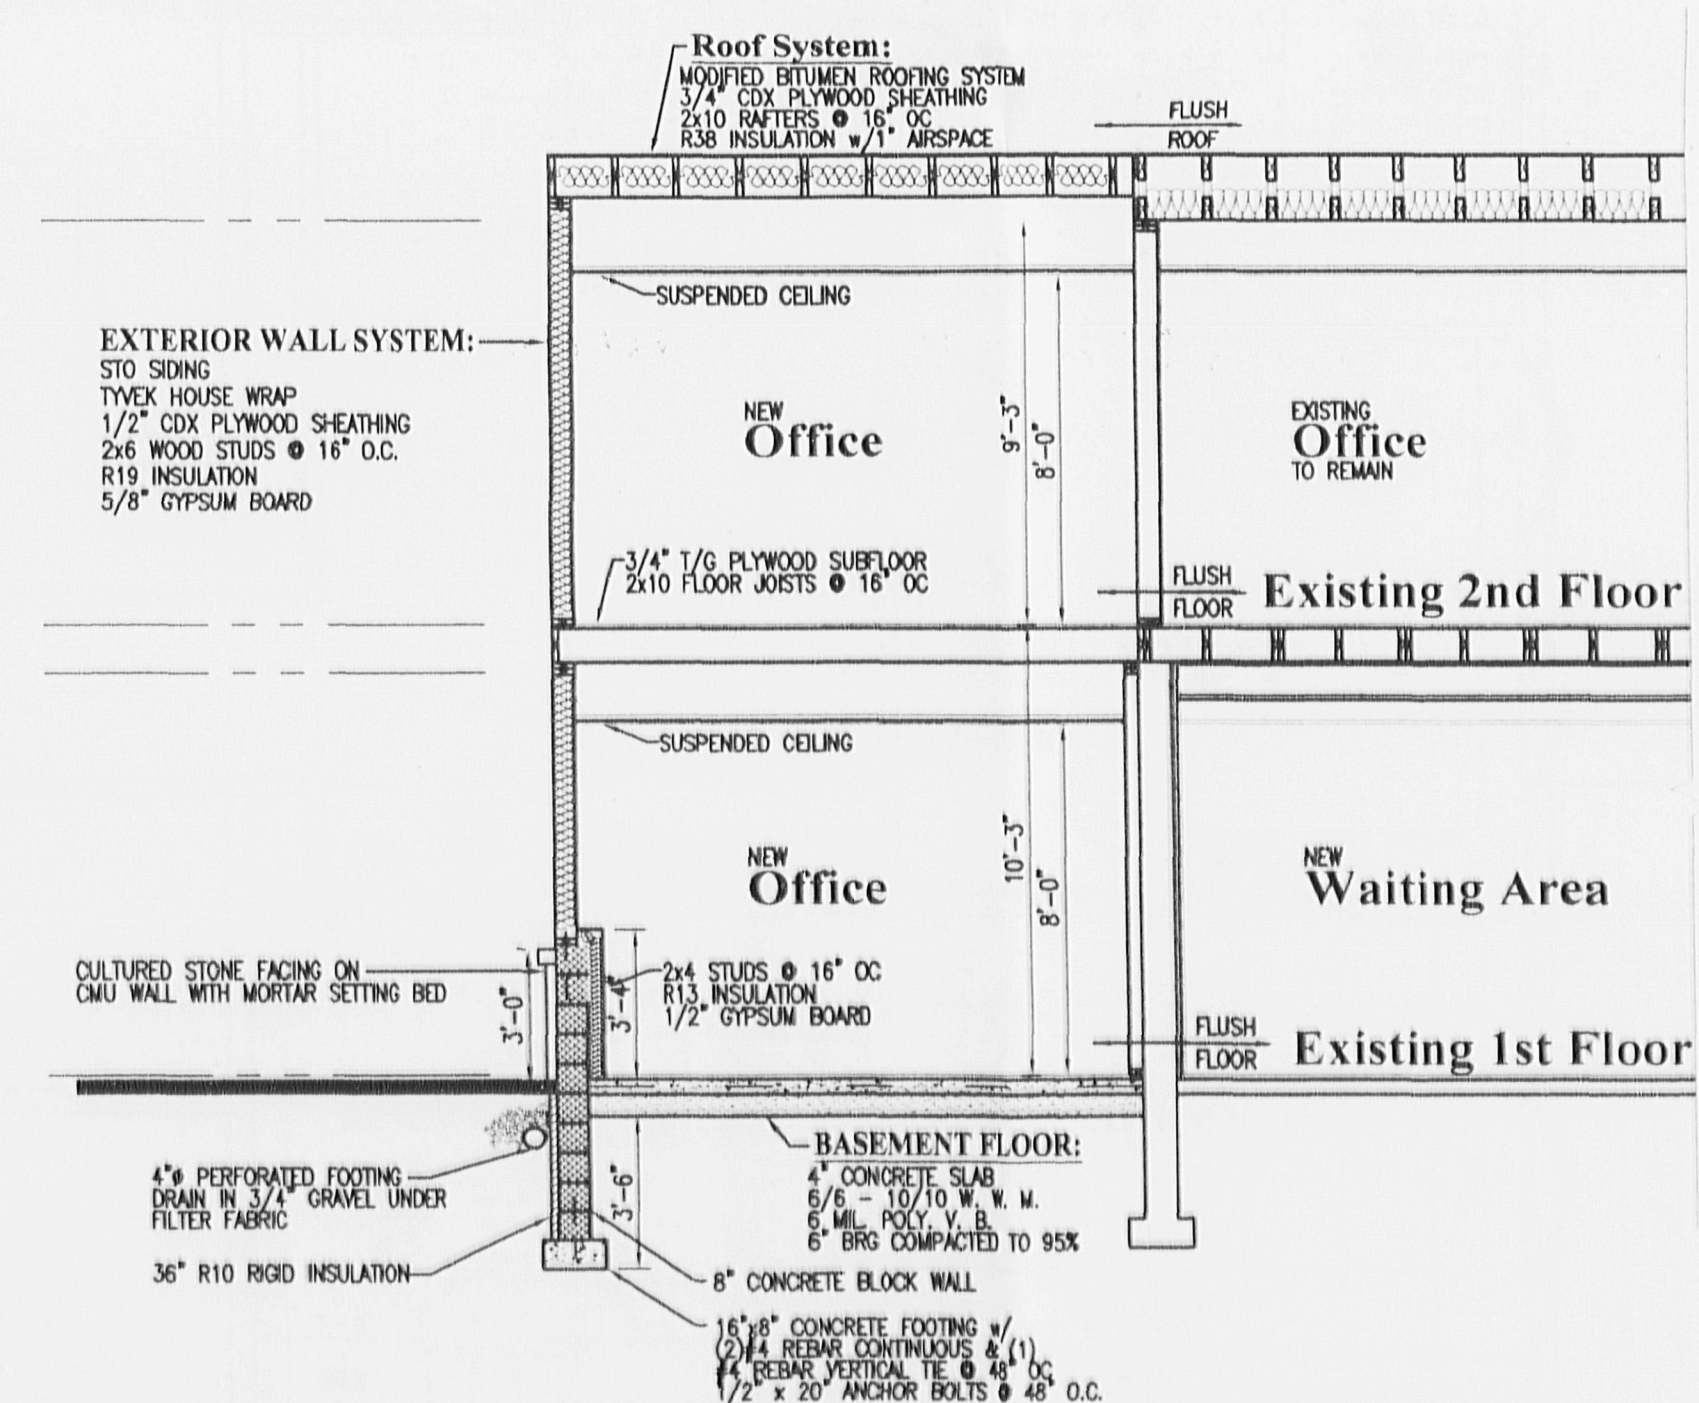 Roof System:
MODIFIED BITUMEN ROOFING SYSTEM
3/4" CDX PLYWOOD SHEATHING
2x10 RAFTERS @ 16" OC
R38 INSULATION w/1" AIRSPACE
FLUSH
ROOF
SUSPENDED CEILING
EXTERIOR WALL SYSTEM:
STO SIDING
TYVEK HOUSE WRAP
1/2" CDX PLYWOOD SHEATHING
2x6 WOOD STUDS @ 16" O.C.
R19 INSULATION
5/8" GYPSUM BOARD
NEW
Office
9'-3"
8'-0"
EXISTING
Office
TO REMAIN
3/4" T/G PLYWOOD SUBFLOOR
2x10 FLOOR JOISTS @ 16" OC
FLUSH
FLOOR
Existing 2nd Floor
SUSPENDED CEILING
NEW
Office
10'-3"
8'-0"
NEW
Waiting Area
CULTURED STONE FACING ON
CMU WALL WITH MORTAR SETTING BED
3'-0"
3'-4"
2x4 STUDS @ 16" OC
R13 INSULATION
1/2" GYPSUM BOARD
FLUSH
FLOOR
Existing 1st Floor
4"ø PERFORATED FOOTING
DRAIN IN 3/4" GRAVEL UNDER
FILTER FABRIC
3'-6"
BASEMENT FLOOR:
4" CONCRETE SLAB
6/6 - 10/10 W. W. M.
6 MIL. POLY. V. B.
6" BRG COMPACTED TO 95%
36" R10 RIGID INSULATION
8" CONCRETE BLOCK WALL
16"x8" CONCRETE FOOTING w/
(2)#4 REBAR CONTINUOUS & (1)
#4 REBAR VERTICAL TIE @ 48" OC
1/2" x 20" ANCHOR BOLTS @ 48" O.C.